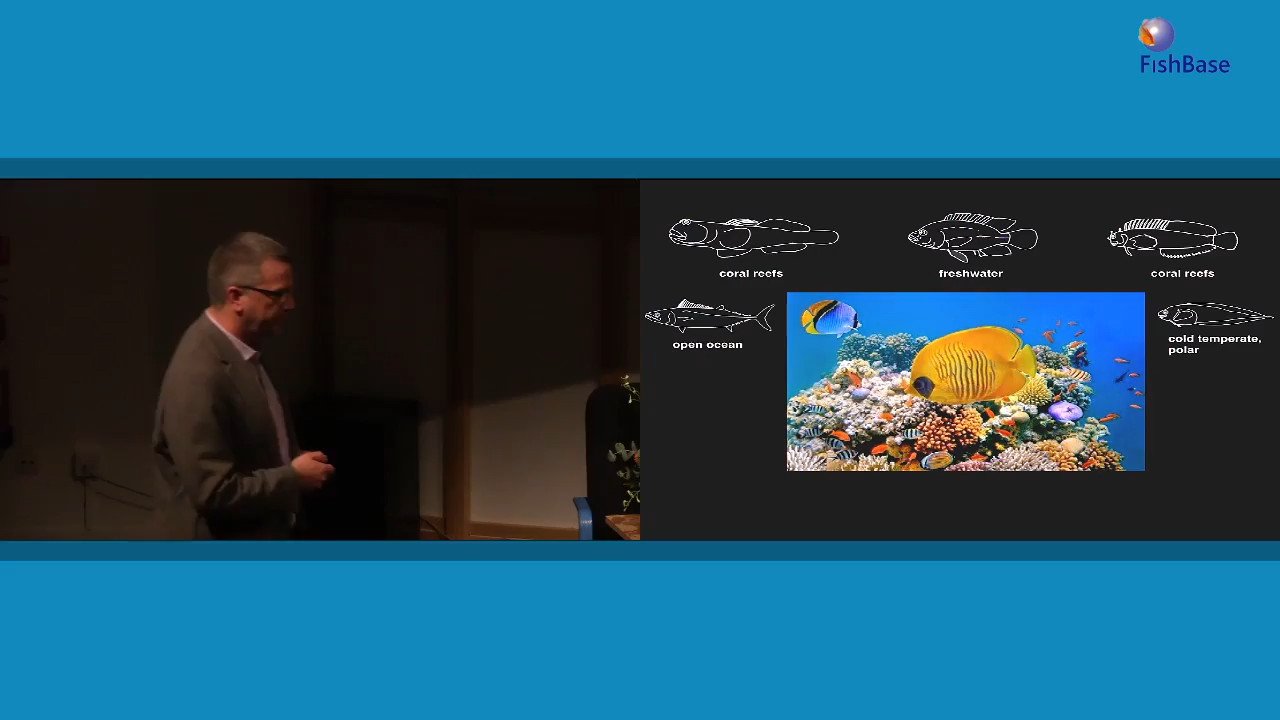 FishBase
coral reefs
freshwater
coral reefs
open ocean
cold temperate,
polar